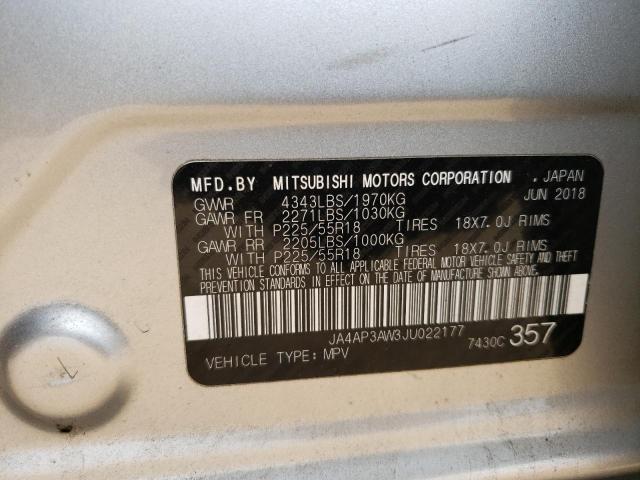 MFD.BY MITSUBISHI MOTORS CORPORATION . JAPAN
GVWR 4343LBS/1970KG JUN 2018
GAWR FR 2271LBS/1030KG
WITH P225/55R18 TIRES 18X7.0J RIMS
GAWR RR 2205LBS/1000KG
WITH P225/55R18 TIRES 18X7.0J RIMS
THIS VEHICLE CONFORMS TO ALL APPLICABLE FEDERAL MOTOR VEHICLE SAFETY AND THEFT
PREVENTION STANDARDS IN EFFECT ON THE DATE OF MANUFACTURE SHOWN ABOVE.
JA4AP3AW3JU022177
VEHICLE TYPE: MPV 7430C 357